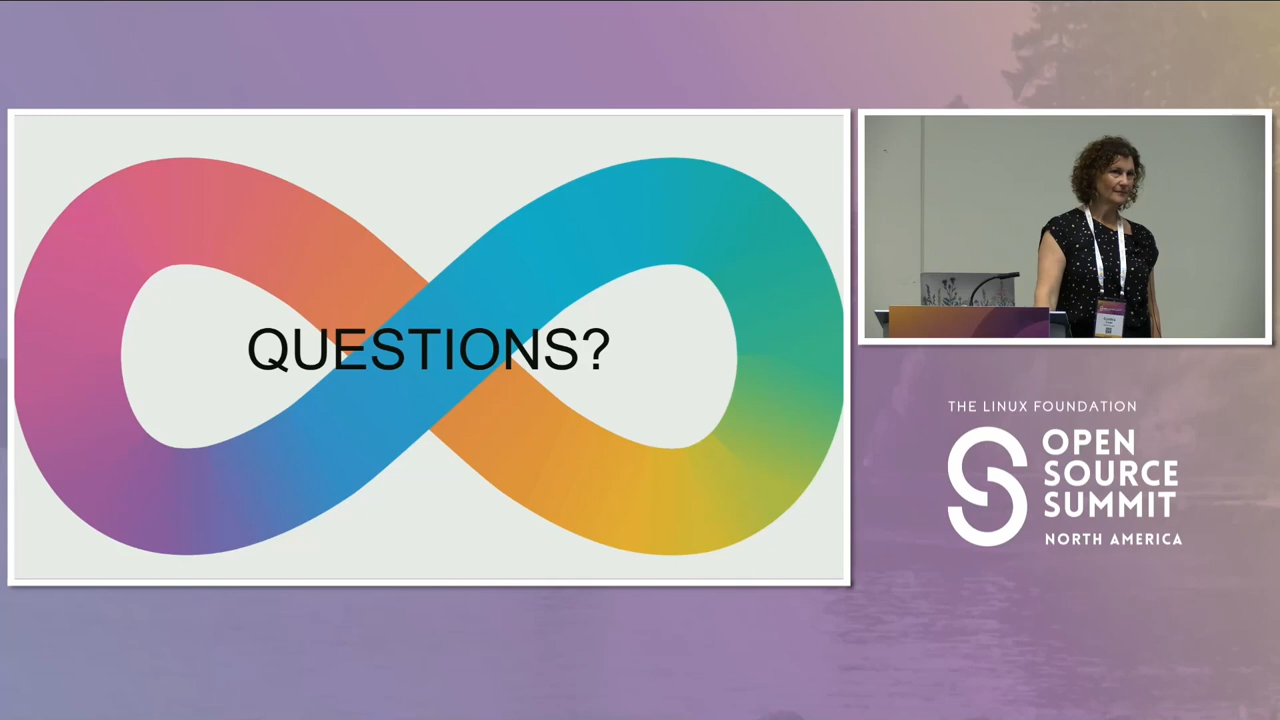 QUESTIONS?
THE LINUX FOUNDATION
OPEN
SOURCE
SUMMIT
NORTH AMERICA